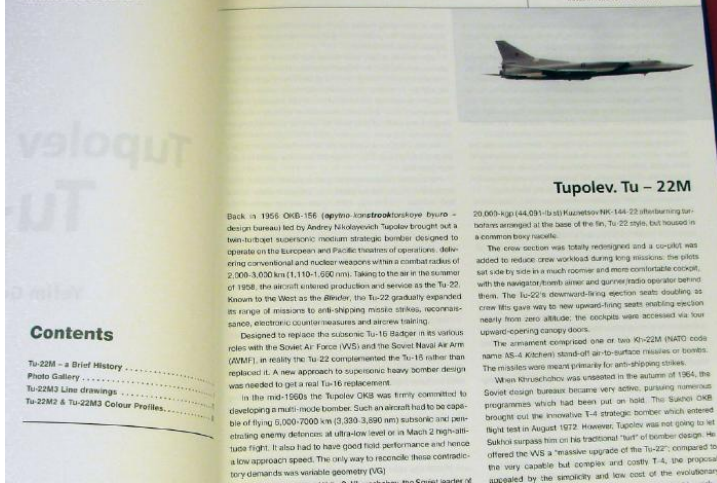 Contents
Tu-22M – a Brief History
Photo Gallery
Tu-22M3 Line drawings
Tu-22M2 & Tu-22M3 Colour Profiles
Back in 1956 OKB-156 (opytno-konstrooktorskoye byuro –
design bureau) led by Andrey Nikolayevich Tupolev brought out a
twin-turbojet supersonic medium strategic bomber designed to
operate on the European and Pacific theatres of operations, deliv-
ering conventional and nuclear weapons within a combat radius of
2,000-3,000 km (1,110-1,660 nm). Taking to the air in the summer
of 1958, the aircraft entered production and service as the Tu-22.
Known to the West as the Blinder, the Tu-22 gradually expanded
its range of missions to anti-shipping missile strikes, reconnais-
sance, electronic countermeasures and aircrew training.
Designed to replace the subsonic Tu-16 Badger in its various
roles with the Soviet Air Force (VVS) and the Soviet Naval Air Arm
(AVMF), in reality the Tu-22 complemented the Tu-16 rather than
replaced it. A new approach to supersonic heavy bomber design
was needed to get a real Tu-16 replacement.
In the mid-1960s the Tupolev OKB was firmly committed to
developing a multi-mode bomber. Such an aircraft had to be capa-
ble of flying 6,000-7000 km (3,330-3,890 nm) subsonic and pen-
etrating enemy defences at ultra-low level or in Mach 2 high-alti-
tude flight. It also had to have good field performance and hence
a low approach speed. The only way to reconcile these contradic-
tory demands was variable geometry (VG)
the Soviet leader of
Tupolev. Tu – 22M
20,000-kgp (44,091-lb st) Kuznetsov NK-144-22 afterburning tur-
bofans arranged at the base of the fin, Tu-22 style, but housed in
a common boxy nacelle.
The crew section was totally redesigned and a co-pilot was
added to reduce crew workload during long missions; the pilots
sat side by side in a much roomier and more comfortable cockpit,
with the navigator/bomb aimer and gunner/radio operator behind
them. The Tu-22's downward-firing ejection seats doubling as
crew lifts gave way to new upward-firing seats enabling ejection
nearly from zero altitude; the cockpits were accessed via four
upward-opening canopy doors.
The armament comprised one or two Kh-22M (NATO code
name AS-4 Kitchen) stand-off air-to-surface missiles or bombs.
The missiles were meant primarily for anti-shipping strikes.
When Khruschchov was unseated in the autumn of 1964, the
Soviet design bureaux became very active, pursuing numerous
programmes which had been put on hold. The Sukhoi OKB
brought out the innovative T-4 strategic bomber which entered
flight test in August 1972. However, Tupolev was not going to let
Sukhoi surpass him on his traditional "turf" of bomber design. He
offered the VVS a "massive upgrade of the Tu-22"; compared to
the very capable but complex and costly T-4, the proposal
appealed by the simplicity and low cost of the evolutionary